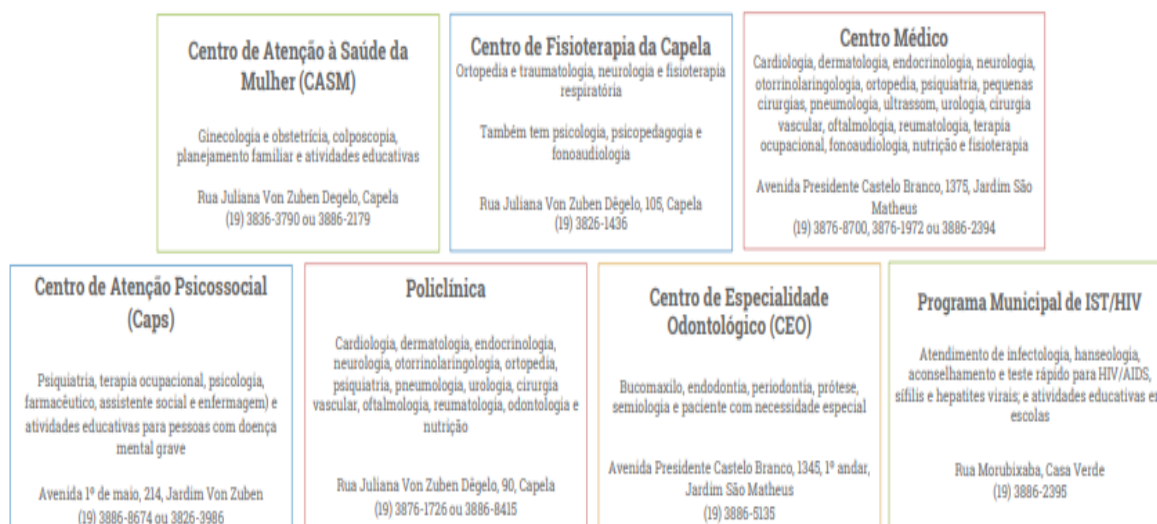 Centro de Atenção à Saúde da
Mulher (CASM)
Ginecologia e obstetrícia, colposcopia,
planejamento familiar e atividades educativas
Rua Juliana Von Zuben Degelo, Capela
(19) 3836-3790 ou 3886-2179
Centro de Fisioterapia da Capela
Ortopedia e traumatologia, neurologia e fisioterapia
respiratória
Também tem psicologia, psicopedagogia e
fonoaudiologia
Rua Juliana Von Zuben Dêgelo, 105, Capela
(19) 3826-1436
Centro Médico
Cardiologia, dermatologia, endocrinologia, neurologia,
otorrinolaringologia, ortopedia, psiquiatria, pequenas
cirurgias, pneumologia, ultrassom, urologia, cirurgia
vascular, oftalmologia, reumatologia, terapia
ocupacional, fonoaudiologia, nutrição e fisioterapia
Avenida Presidente Castelo Branco, 1375, Jardim São
Matheus
(19) 3876-8700, 3876-1972 ou 3886-2394
Centro de Atenção Psicossocial
(Caps)
Psiquiatria, terapia ocupacional, psicologia,
farmacêutico, assistente social e enfermagem) e
atividades educativas para pessoas com doença
mental grave
Avenida 1º de maio, 214, Jardim Von Zuben
(19) 3886-8674 ou 3826-3986
Policlínica
Cardiologia, dermatologia, endocrinologia,
neurologia, otorrinolaringologia, ortopedia,
psiquiatria, pneumologia, urologia, cirurgia
vascular, oftalmologia, reumatologia, odontologia e
nutrição
Rua Juliana Von Zuben Dêgelo, 90, Capela
(19) 3876-1726 ou 3886-8415
Centro de Especialidade
Odontológico (CEO)
Bucomaxilo, endodontia, periodontia, prótese,
semiologia e paciente com necessidade especial
Avenida Presidente Castelo Branco, 1345, 1º andar,
Jardim São Matheus
(19) 3886-5135
Programa Municipal de IST/HIV
Atendimento de infectologia, hanseologia,
aconselhamento e teste rápido para HIV/AIDS,
sífilis e hepatites virais; e atividades educativas e
escolas
Rua Morubixaba, Casa Verde
(19) 3886-2395